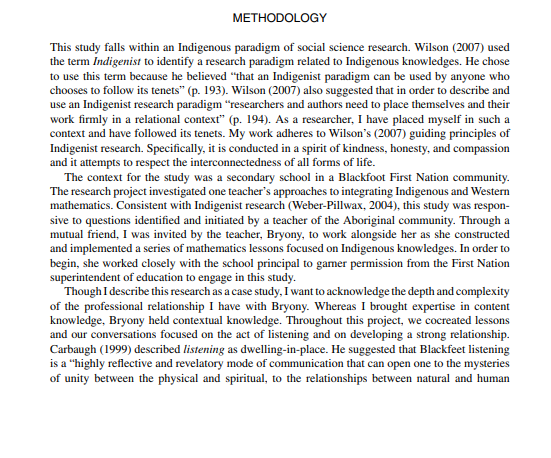 METHODOLOGY
This study falls within an Indigenous paradigm of social science research. Wilson (2007) used
the term Indigenist to identify a research paradigm related to Indigenous knowledges. He chose
to use this term because he believed “that an Indigenist paradigm can be used by anyone who
chooses to follow its tenets” (p. 193). Wilson (2007) also suggested that in order to describe and
use an Indigenist research paradigm “researchers and authors need to place themselves and their
work firmly in a relational context” (p. 194). As a researcher, I have placed myself in such a
context and have followed its tenets. My work adheres to Wilson’s (2007) guiding principles of
Indigenist research. Specifically, it is conducted in a spirit of kindness, honesty, and compassion
and it attempts to respect the interconnectedness of all forms of life.
The context for the study was a secondary school in a Blackfoot First Nation community.
The research project investigated one teacher’s approaches to integrating Indigenous and Western
mathematics. Consistent with Indigenist research (Weber-Pillwax, 2004), this study was respon-
sive to questions identified and initiated by a teacher of the Aboriginal community. Through a
mutual friend, I was invited by the teacher, Bryony, to work alongside her as she constructed
and implemented a series of mathematics lessons focused on Indigenous knowledges. In order to
begin, she worked closely with the school principal to garner permission from the First Nation
superintendent of education to engage in this study.
Though I describe this research as a case study, I want to acknowledge the depth and complexity
of the professional relationship I have with Bryony. Whereas I brought expertise in content
knowledge, Bryony held contextual knowledge. Throughout this project, we cocreated lessons
and our conversations focused on the act of listening and on developing a strong relationship.
Carbaugh (1999) described listening as dwelling-in-place. He suggested that Blackfeet listening
is a “highly reflective and revelatory mode of communication that can open one to the mysteries
of unity between the physical and spiritual, to the relationships between natural and human